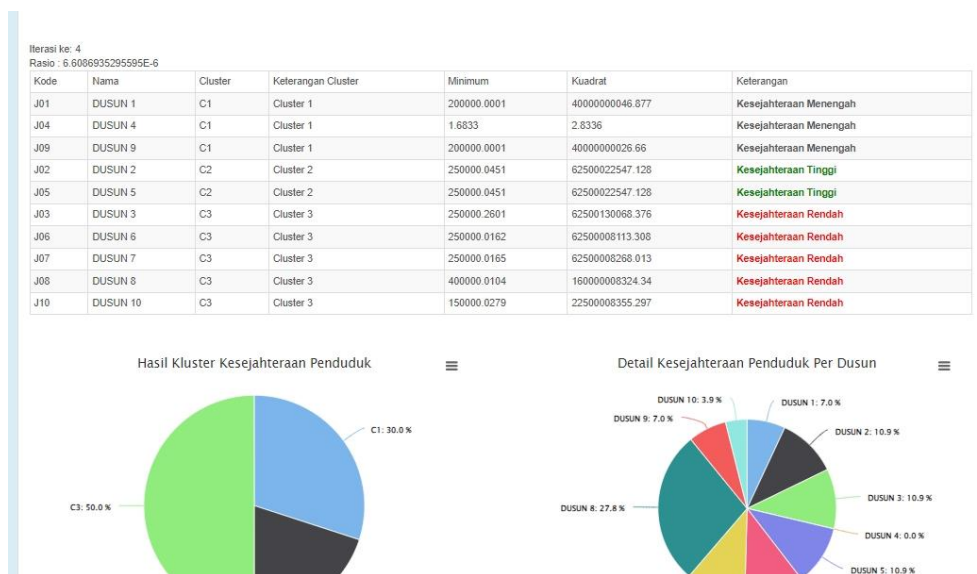 Iterasi ke: 4
Rasio : 6.6086935295595E-6
Kode Nama Cluster Keterangan Cluster Minimum Kuadrat Keterangan
J01 DUSUN 1 C1 Cluster 1 200000.0001 40000000046.877 Kesejahteraan Menengah
J04 DUSUN 4 C1 Cluster 1 1.6833 2.8336 Kesejahteraan Menengah
J09 DUSUN 9 C1 Cluster 1 200000.0001 40000000026.66 Kesejahteraan Menengah
J02 DUSUN 2 C2 Cluster 2 250000.0451 62500022547.128 Kesejahteraan Tinggi
J05 DUSUN 5 C2 Cluster 2 250000.0451 62500022547.128 Kesejahteraan Tinggi
J03 DUSUN 3 C3 Cluster 3 250000.2601 62500130068.376 Kesejahteraan Rendah
J06 DUSUN 6 C3 Cluster 3 250000.0162 62500008113.308 Kesejahteraan Rendah
J07 DUSUN 7 C3 Cluster 3 250000.0165 62500008268.013 Kesejahteraan Rendah
J08 DUSUN 8 C3 Cluster 3 400000.0104 160000008324.34 Kesejahteraan Rendah
J10 DUSUN 10 C3 Cluster 3 150000.0279 22500008355.297 Kesejahteraan Rendah
Hasil Kluster Kesejahteraan Penduduk
C1: 30.0 %
C3: 50.0 %
Detail Kesejahteraan Penduduk Per Dusun
DUSUN 10: 3.9 %
DUSUN 1: 7.0 %
DUSUN 9: 7.0 %
DUSUN 2: 10.9 %
DUSUN 3: 10.9 %
DUSUN 8: 27.8 %
DUSUN 4: 0.0 %
DUSUN 5: 10.9 %